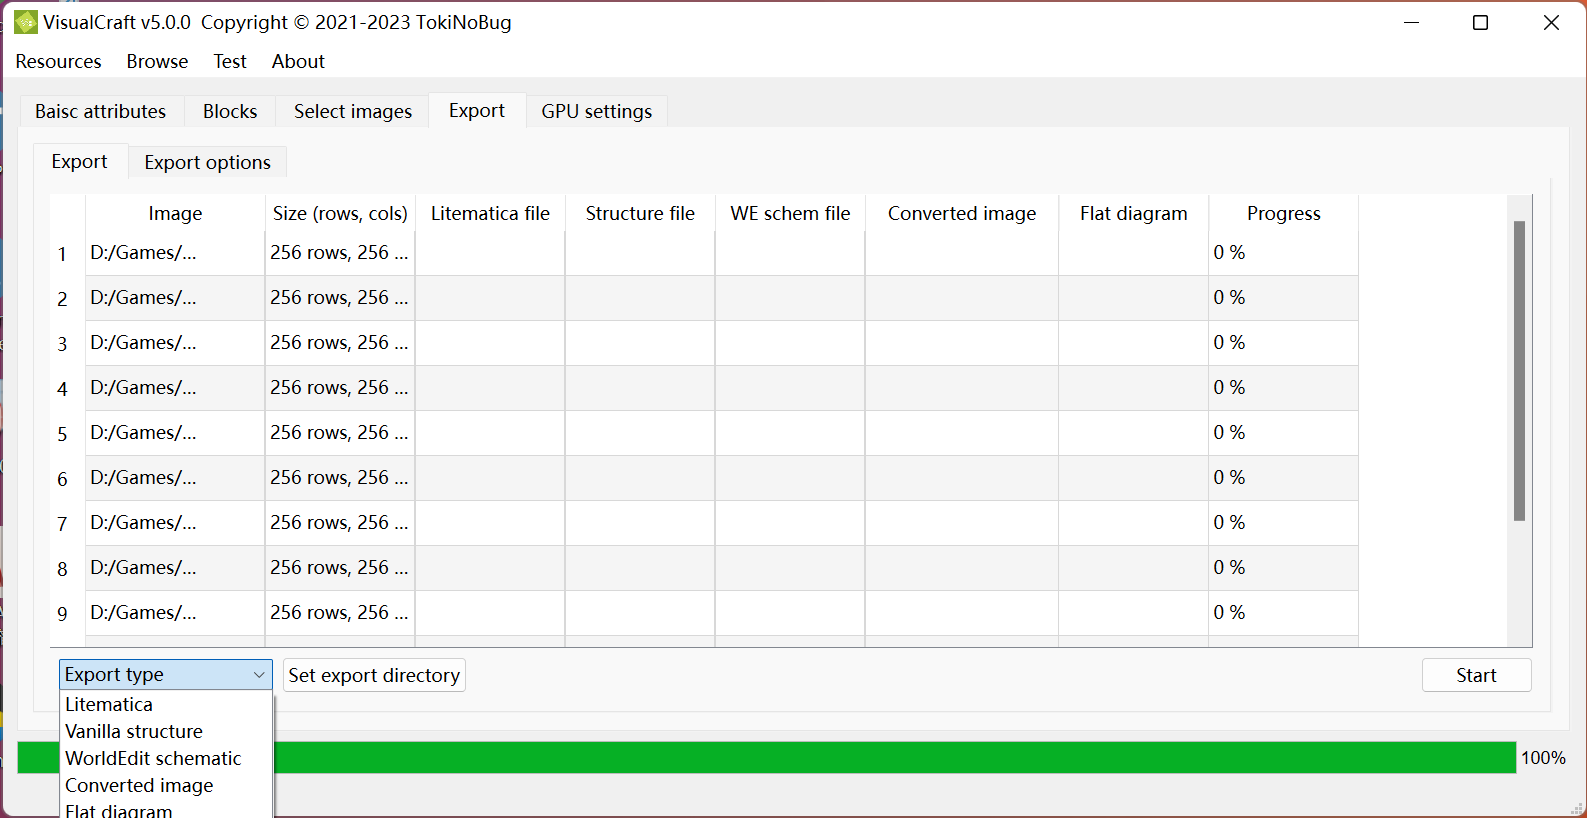 VisualCraft v5.0.0  Copyright © 2021-2023 TokiNoBug
Resources Browse Test About
Baisc attributes Blocks Select images Export GPU settings
Export Export options
Image Size (rows, cols) Litematica file Structure file WE schem file Converted image Flat diagram Progress
1 D:/Games/... 256 rows, 256 ... 0 %
2 D:/Games/... 256 rows, 256 ... 0 %
3 D:/Games/... 256 rows, 256 ... 0 %
4 D:/Games/... 256 rows, 256 ... 0 %
5 D:/Games/... 256 rows, 256 ... 0 %
6 D:/Games/... 256 rows, 256 ... 0 %
7 D:/Games/... 256 rows, 256 ... 0 %
8 D:/Games/... 256 rows, 256 ... 0 %
9 D:/Games/... 256 rows, 256 ... 0 %
Export type Set export directory Start
Litematica
Vanilla structure
WorldEdit schematic
Converted image
Flat diagram
100%